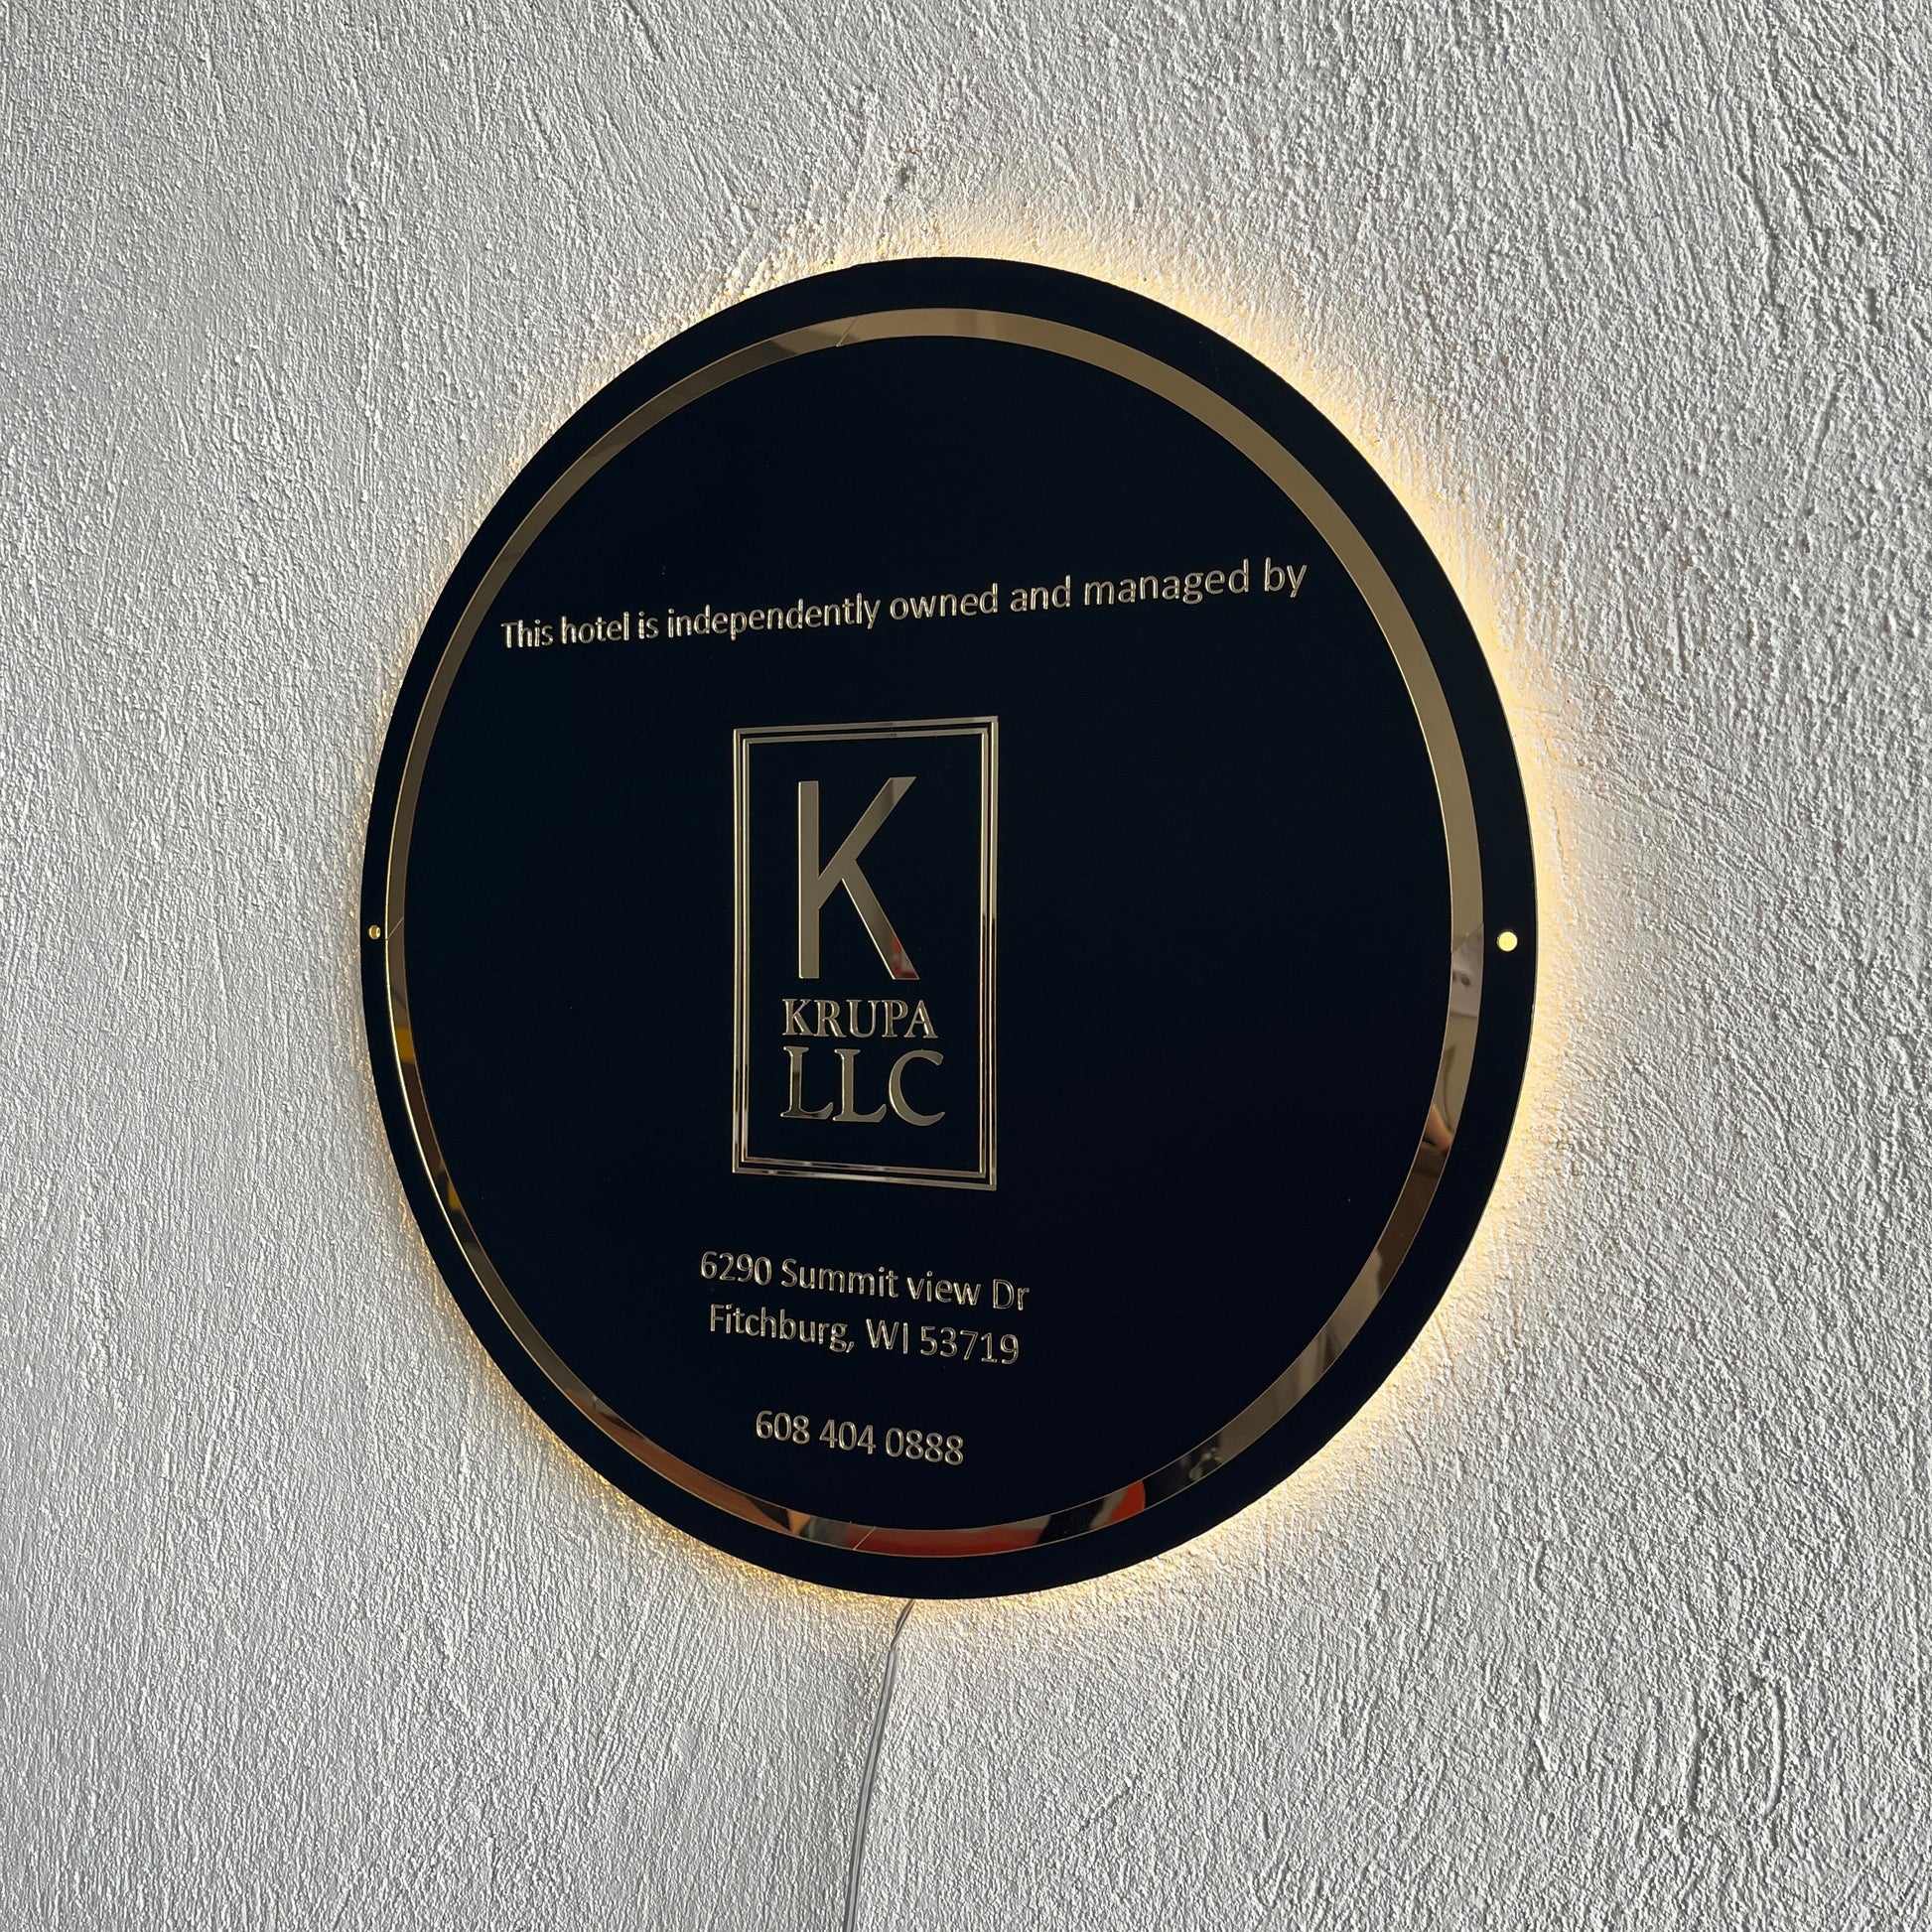 This hotel is independently owned and managed by
K
KRUPA
LLC
6290 Summit view Dr
Fitchburg, WI 53719
608 404 0888